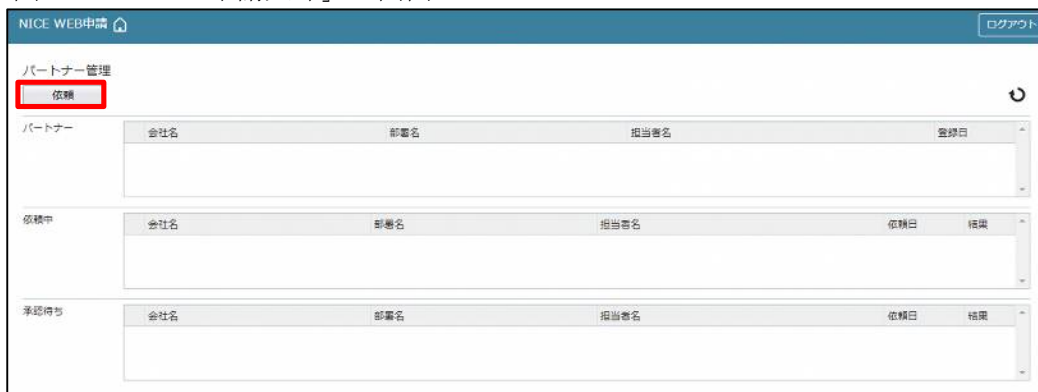 NICE WEB申請
ログアウト
パートナー管理
依頼
パートナー
会社名 部署名 担当者名 登録日
依頼中
会社名 部署名 担当者名 依頼日 結果
承認待ち
会社名 部署名 担当者名 依頼日 結果